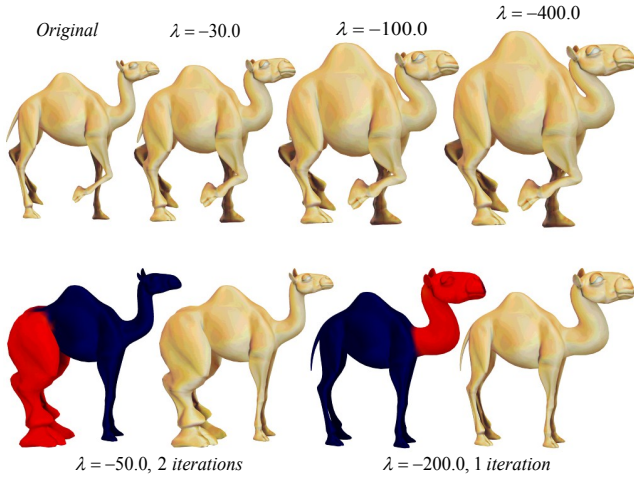 Original
λ = −30.0
λ = −100.0
λ = −400.0
λ = −50.0, 2 iterations
λ = −200.0, 1 iteration